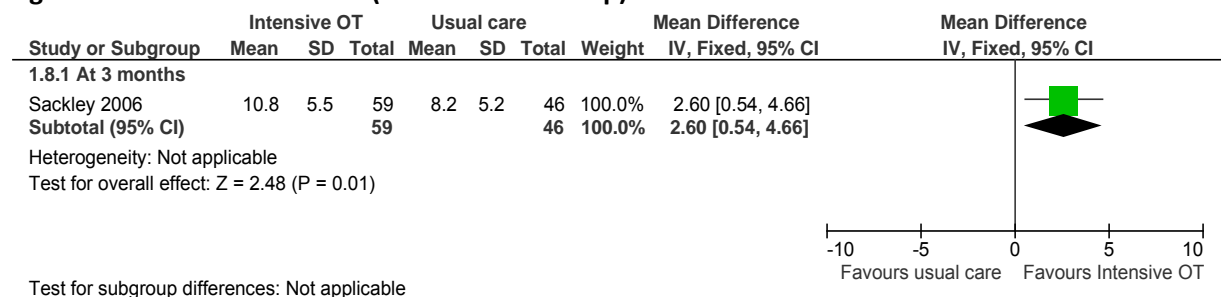 Intensive OT Usual care Mean Difference Mean Difference
Study or Subgroup Mean SD Total Mean SD Total Weight IV, Fixed, 95% CI IV, Fixed, 95% CI
1.8.1 At 3 months
Sackley 2006 10.8 5.5 59 8.2 5.2 46 100.0% 2.60 [0.54, 4.66]
Subtotal (95% CI) 59 46 100.0% 2.60 [0.54, 4.66]
Heterogeneity: Not applicable
Test for overall effect: Z = 2.48 (P = 0.01)
-10 -5 0 5 10
Favours usual care Favours Intensive OT
Test for subgroup differences: Not applicable